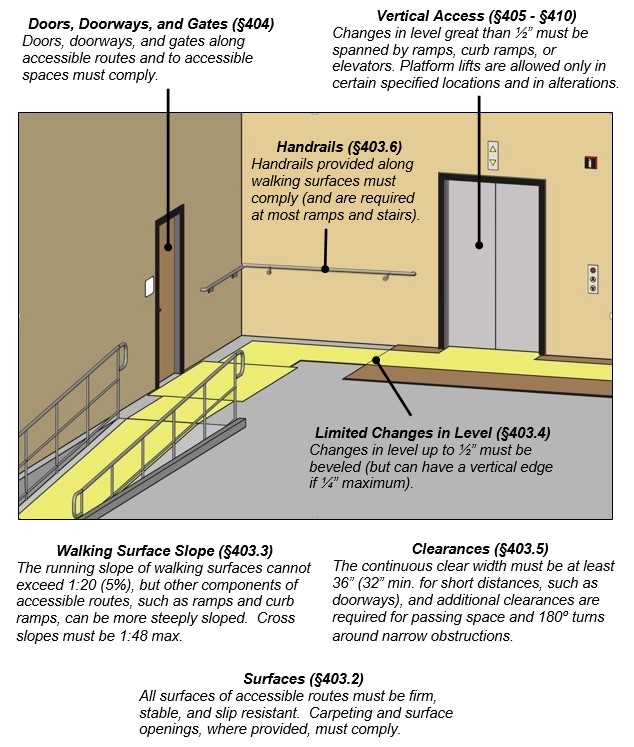 Doors, Doorways, and Gates (§404)
Doors, doorways, and gates along
accessible routes and to accessible
spaces must comply.
Vertical Access (§405 - §410)
Changes in level great than ½” must be
spanned by ramps, curb ramps, or
elevators. Platform lifts are allowed only in
certain specified locations and in alterations.
Handrails (§403.6)
Handrails provided along
walking surfaces must
comply (and are required
at most ramps and stairs).
Limited Changes in Level (§403.4)
Changes in level up to ½” must be
beveled (but can have a vertical edge
if ¼” maximum).
Walking Surface Slope (§403.3)
The running slope of walking surfaces cannot
exceed 1:20 (5%), but other components of
accessible routes, such as ramps and curb
ramps, can be more steeply sloped.  Cross
slopes must be 1:48 max.
Clearances (§403.5)
The continuous clear width must be at least
36” (32” min. for short distances, such as
doorways), and additional clearances are
required for passing space and 180º turns
around narrow obstructions.
Surfaces (§403.2)
All surfaces of accessible routes must be firm,
stable, and slip resistant.  Carpeting and surface
openings, where provided, must comply.